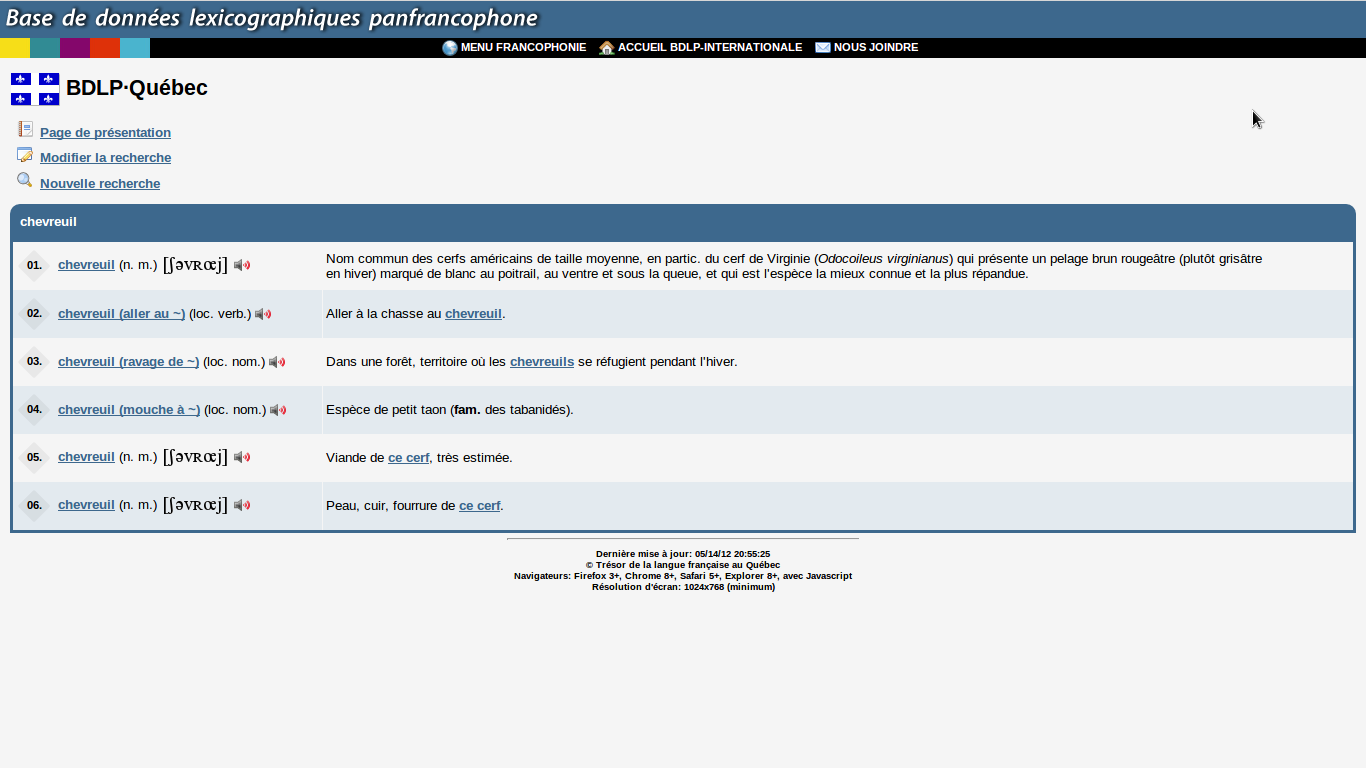 Base de données lexicographiques panfrancophone
MENU FRANCOPHONIE ACCUEIL BDLP-INTERNATIONALE NOUS JOINDRE
BDLP·Québec
Page de présentation
Modifier la recherche
Nouvelle recherche
chevreuil
01. chevreuil (n. m.) [ʃəvʀœj] Nom commun des cerfs américains de taille moyenne, en partic. du cerf de Virginie (Odocoileus virginianus) qui présente un pelage brun rougeâtre (plutôt grisâtre
en hiver) marqué de blanc au poitrail, au ventre et sous la queue, et qui est l'espèce la mieux connue et la plus répandue.
02. chevreuil (aller au ~) (loc. verb.) Aller à la chasse au chevreuil.
03. chevreuil (ravage de ~) (loc. nom.) Dans une forêt, territoire où les chevreuils se réfugient pendant l'hiver.
04. chevreuil (mouche à ~) (loc. nom.) Espèce de petit taon (fam. des tabanidés).
05. chevreuil (n. m.) [ʃəvʀœj] Viande de ce cerf, très estimée.
06. chevreuil (n. m.) [ʃəvʀœj] Peau, cuir, fourrure de ce cerf.
Dernière mise à jour: 05/14/12 20:55:25
© Trésor de la langue française au Québec
Navigateurs: Firefox 3+, Chrome 8+, Safari 5+, Explorer 8+, avec Javascript
Résolution d'écran: 1024x768 (minimum)